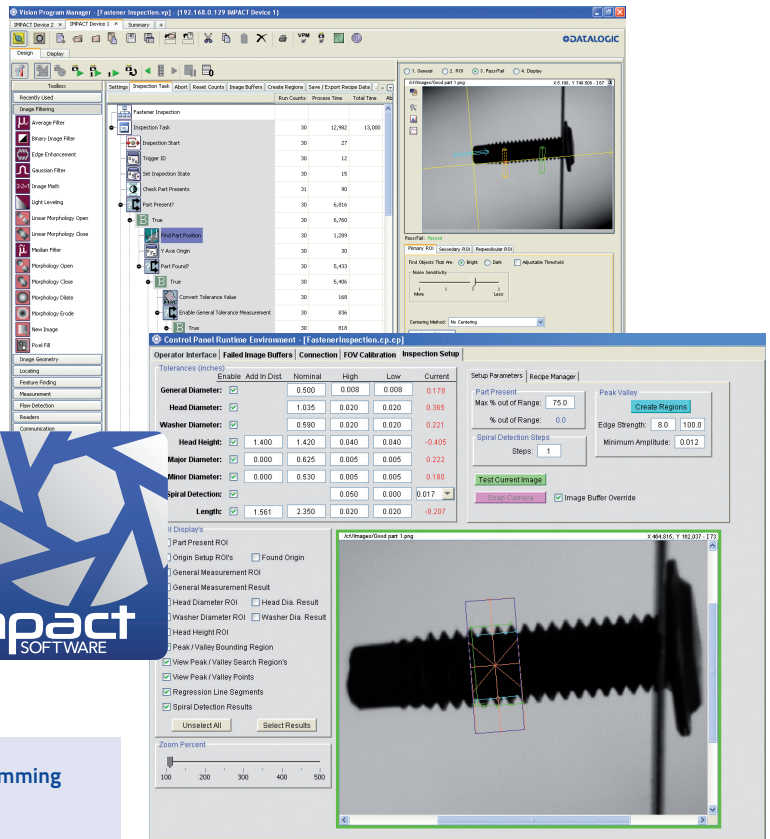 Vision Program Manager - [Fastener Inspection.vp] - (192.168.0.129 IMPACT Device 1)
IMPACT Device 2 × IMPACT Device 1 × Summary +
VPM
DATALOGIC
Design Display
Toolbox
Recently Used
Image Filtering
Average Filter
Binary Image Filter
Edge Enhancement
Gaussian Filter
3-2=1 Image Math
Light Leveling
Linear Morphology Open
Linear Morphology Close
Median Filter
Morphology Open
Morphology Close
Morphology Dilate
Morphology Erode
New Image
Pixel Fill
Image Geometry
Locating
Feature Finding
Measurement
Flaw Detection
Readers
Communication
Settings Inspection Task Abort Reset Counts Image Buffers Create Regions Save / Export Recipe Data
Run Counts Process Time Total Time Ab
Fastener Inspection
Inspection Task 30 12,982 13,000
Inspection Start 30 27
Trigger ID 30 12
Set Inspection State 30 15
Check Part Presents 31 90
Part Present? 30 6,816
True 30 6,760
Find Part Position 30 1,289
Y Axis Origin 30 30
Part Found? 30 5,433
True 30 5,406
Convert Tolerance Value 30 168
Enable General Tolerance Measurement 30 836
True 30 818
1. General 2. ROI 3. Pass/Fail 4. Display
/cf/Images/Good part 1.png
Pass/Fail: Passed
Primary ROI Secondary ROI Perpendicular ROI
Find Objects That Are: Bright Dark Adjustable Threshold
Noise Sensitivity
More Less
Centering Method: No Centering
Control Panel Runtime Environment - [FastenerInspection.cp.cp]
Operator Interface Failed Image Buffers Connection FOV Calibration Inspection Setup
Tolerances (inches)
Enable Add In Dist. Nominal High Low Current
General Diameter: 0.500 0.008 0.008 0.178
Head Diameter: 1.035 0.020 0.020 0.365
Washer Diameter: 0.590 0.020 0.020 0.221
Head Height: 1.400 1.420 0.040 0.040 -0.405
Major Diameter: 0.000 0.625 0.005 0.005 0.222
Minor Diameter: 0.000 0.530 0.005 0.005 0.180
Spiral Detection: 0.050 0.000 0.017
Length: 1.561 2.350 0.020 0.020 -0.207
Setup Parameters Recipe Manager
Part Present
Max % out of Range: 75.0
% out of Range: 0.0
Spiral Detection Steps
Steps: 1
Peak Valley
Create Regions
Edge Strength: 8.0 100.0
Minimum Amplitude: 0.012
Test Current Image
Snap Camera Image Buffer Override
Display's
Part Present ROI
Origin Setup ROI's Found Origin
General Measurement ROI
General Measurement Result
Head Diameter ROI Head Dia. Result
Washer Diameter ROI Washer Dia. Result
Head Height ROI
Peak / Valley Bounding Region
View Peak / Valley Search Region's
View Peak / Valley Points
Regression Line Segments
Spiral Detection Results
Unselect All Select Results
Zoom Percent
100 200 300 400 500
/cf/Images/Good part 1.png X 464.815, Y 182.037 - I 73
pact
SOFTWARE
mming